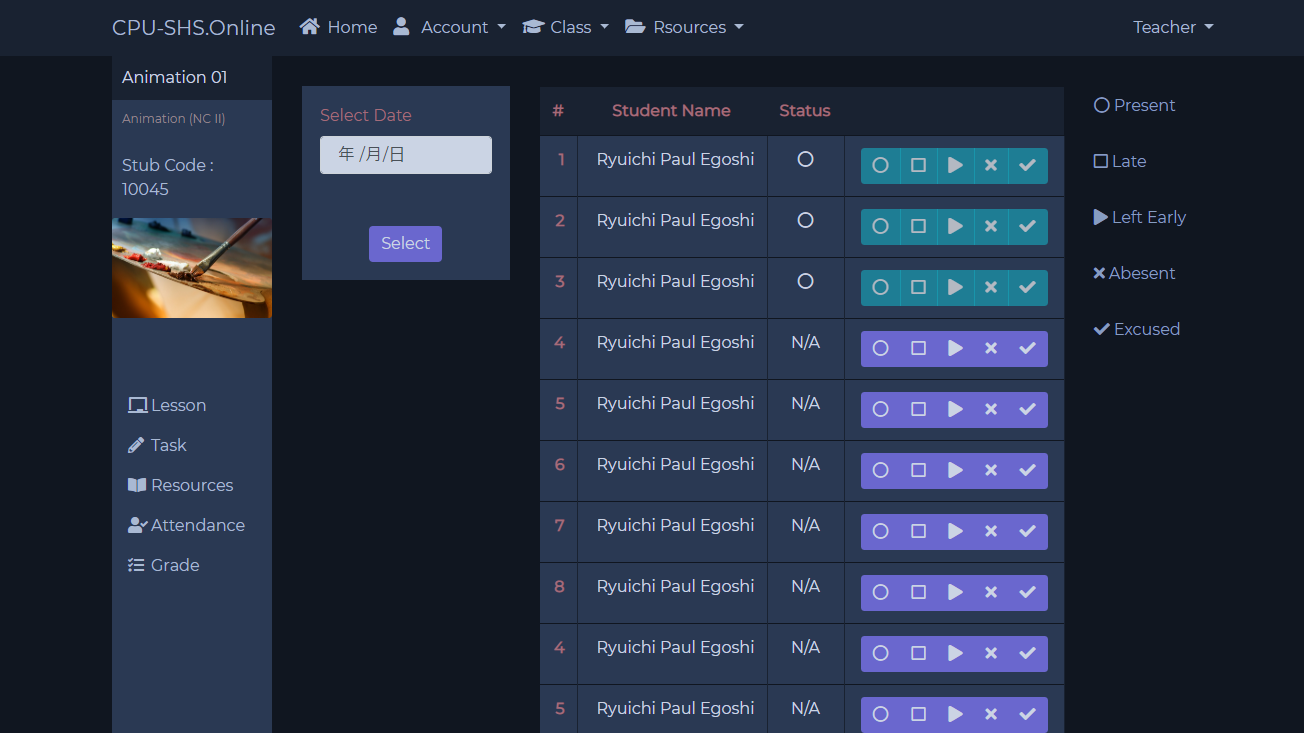 CPU-SHS.Online Home Account Class Rsources Teacher
Animation 01
Animation (NC II)
Stub Code :
10045
Lesson
Task
Resources
Attendance
Grade
Select Date
年 /月/日
Select
# Student Name Status
1 Ryuichi Paul Egoshi
2 Ryuichi Paul Egoshi
3 Ryuichi Paul Egoshi
4 Ryuichi Paul Egoshi N/A
5 Ryuichi Paul Egoshi N/A
6 Ryuichi Paul Egoshi N/A
7 Ryuichi Paul Egoshi N/A
8 Ryuichi Paul Egoshi N/A
4 Ryuichi Paul Egoshi N/A
5 Ryuichi Paul Egoshi N/A
Present
Late
Left Early
Abesent
Excused